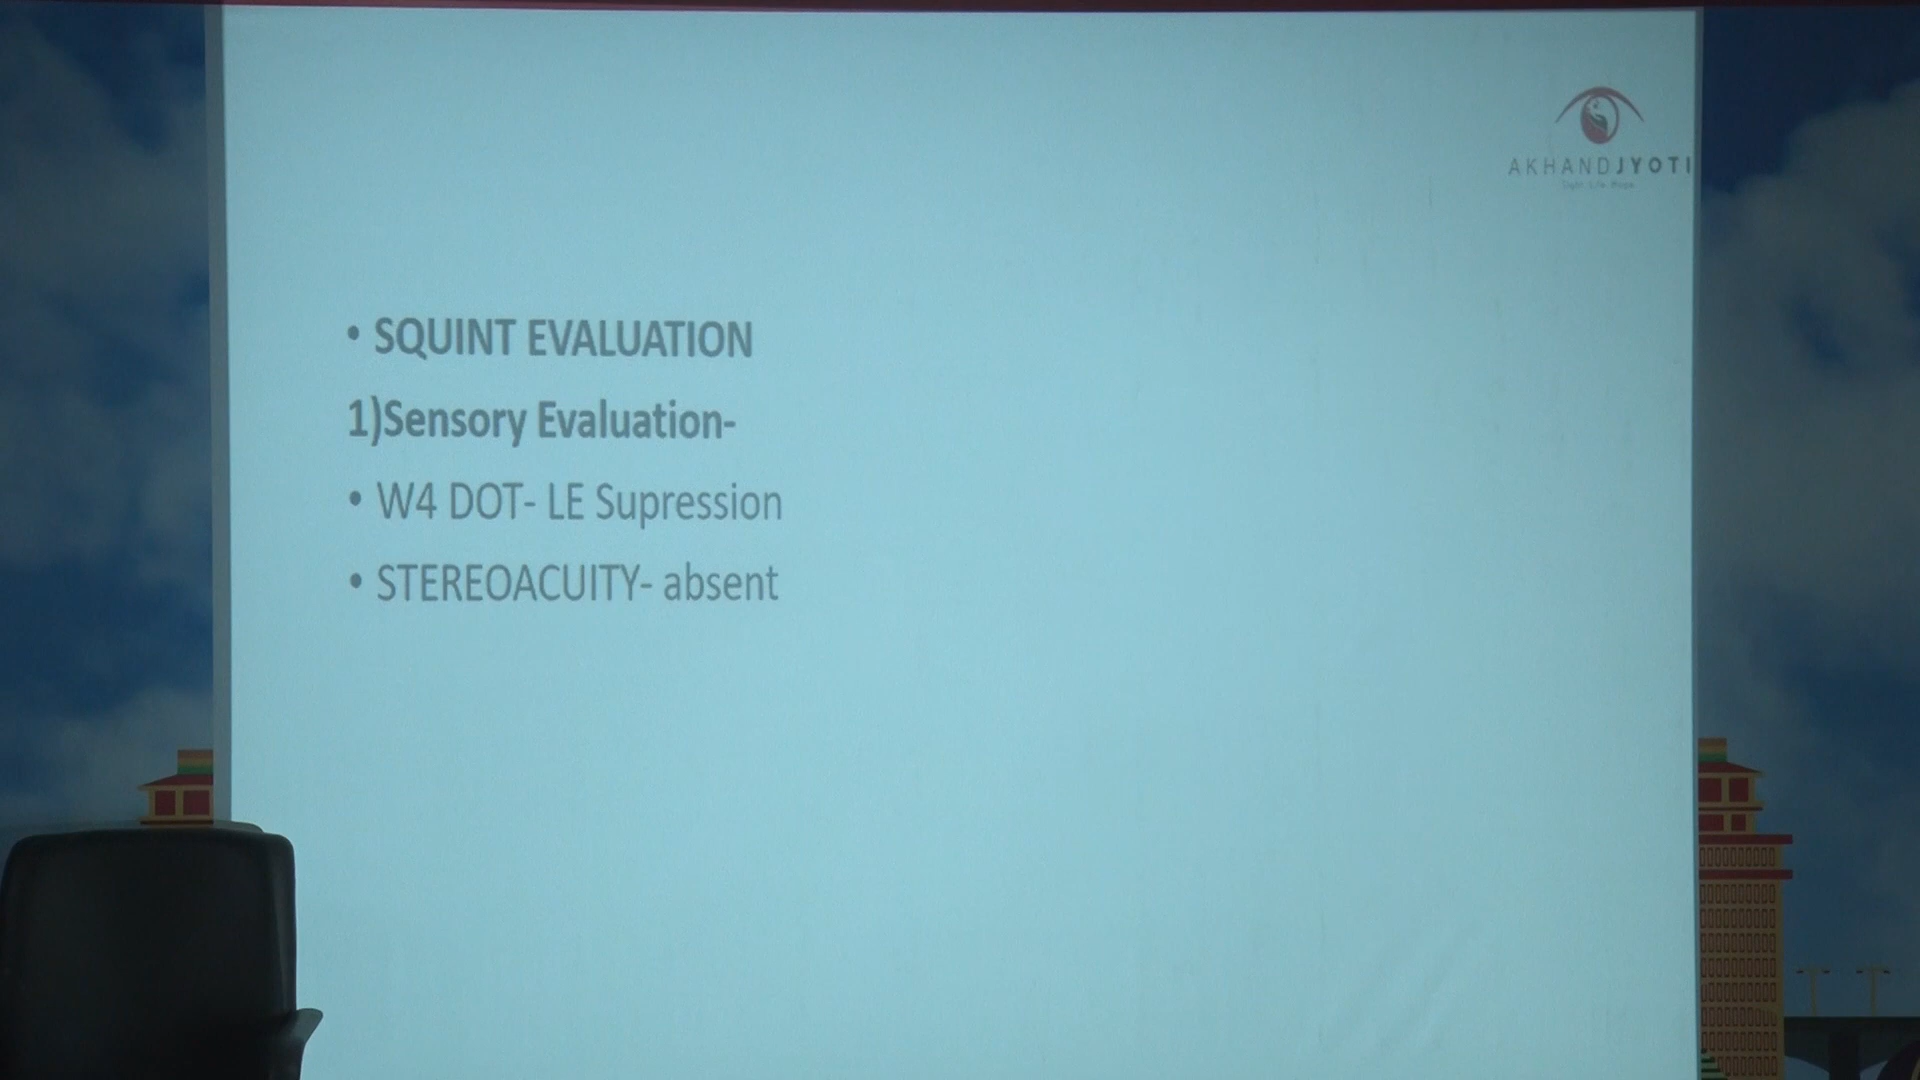 AKHANDJYOTI
• SQUINT EVALUATION
1)Sensory Evaluation-
• W4 DOT- LE Supression
• STEREOACUITY- absent